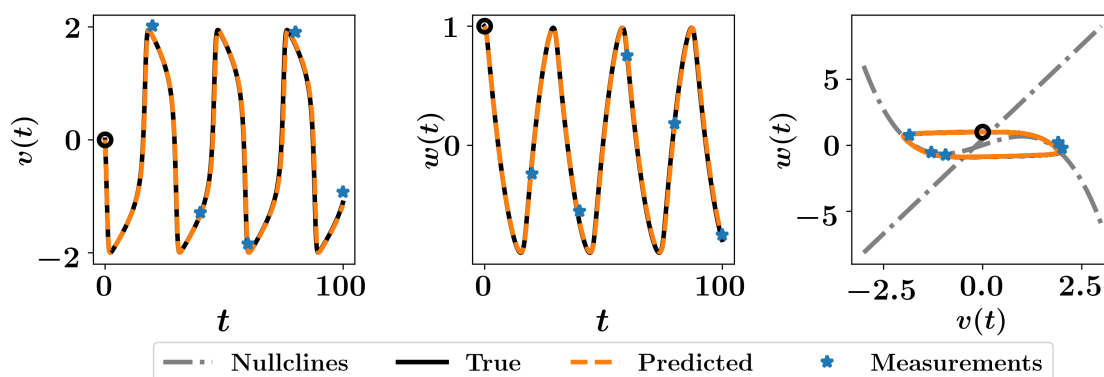 2
0
−2
v(t)
0
100
t
1
0
w(t)
0
100
t
5
0
−5
w(t)
−2.5
0.0
2.5
v(t)
Nullclines
True
Predicted
Measurements